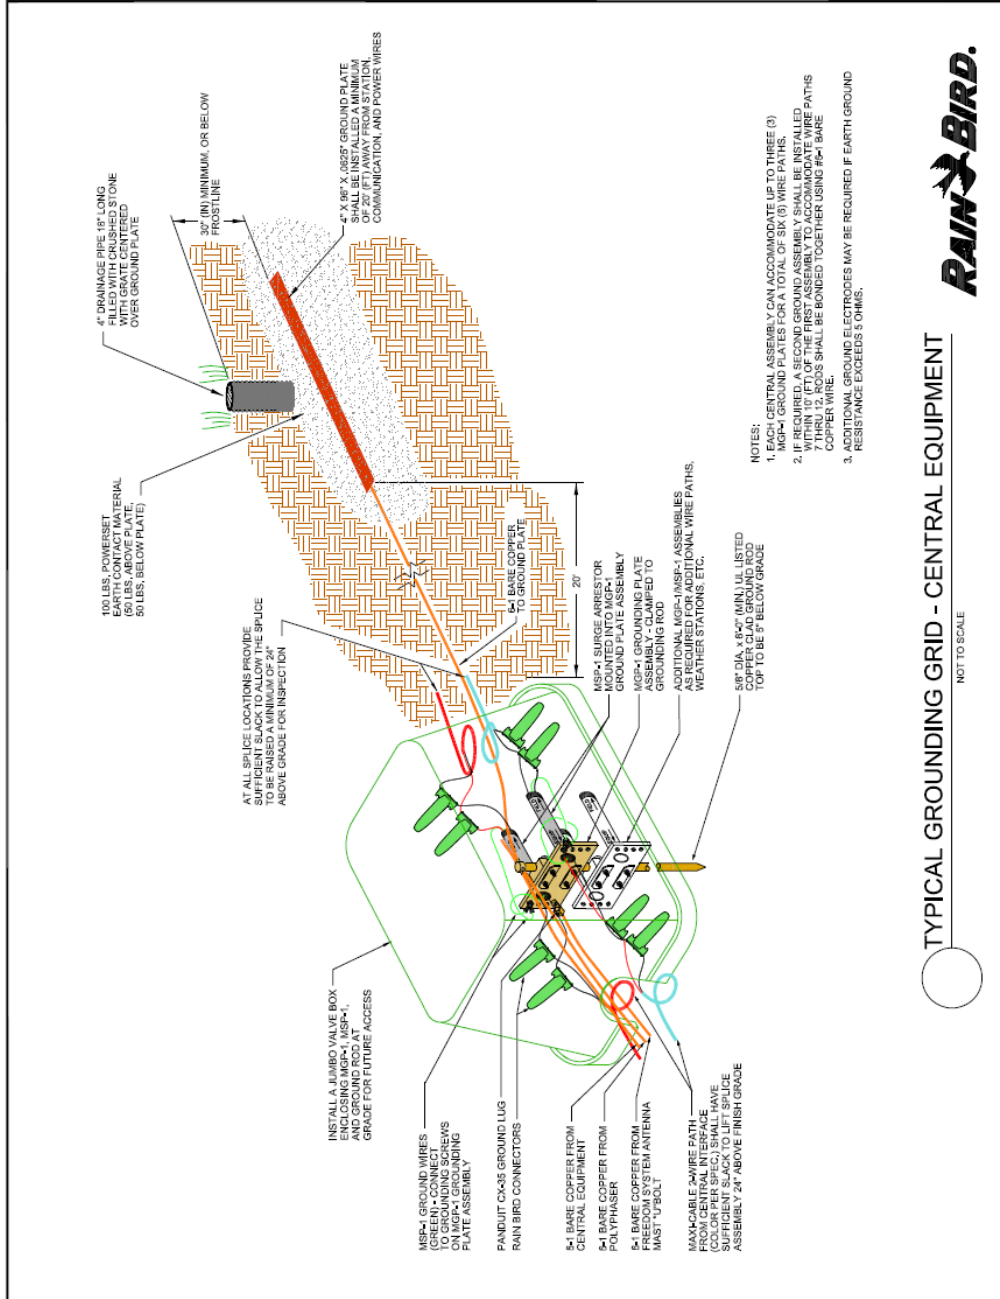 4" DRAINAGE PIPE 18" LONG
FILLED WITH CRUSHED STONE
WITH GRATE CENTERED
OVER GROUND PLATE
30" (IN) MINIMUM, OR BELOW
FROSTLINE
4" X 96" X .0625" GROUND PLATE
SHALL BE INSTALLED A MINIMUM
OF 20' (FT) AWAY FROM STATION,
COMMUNICATION, AND POWER WIRES
100 LBS. POWERSET
EARTH CONTACT MATERIAL
(50 LBS. ABOVE PLATE,
50 LBS. BELOW PLATE)
AT ALL SPLICE LOCATIONS PROVIDE
SUFFICIENT SLACK TO ALLOW THE SPLICE
TO BE RAISED A MINIMUM OF 24"
ABOVE GRADE FOR INSPECTION
6-1 BARE COPPER
TO GROUND PLATE
20'
INSTALL A JUMBO VALVE BOX
ENCLOSING MGP-1, MSP-1,
AND GROUND ROD AT
GRADE FOR FUTURE ACCESS
MSP-1 SURGE ARRESTOR
MOUNTED INTO MGP-1
GROUND PLATE ASSEMBLY
MGP-1 GROUNDING PLATE
ASSEMBLY - CLAMPED TO
GROUNDING ROD
ADDITIONAL MGP-1/MSP-1 ASSEMBLIES
AS REQUIRED FOR ADDITIONAL WIRE PATHS,
WEATHER STATIONS, ETC.
5/8" DIA. x 8'-0" (MIN.) UL LISTED
COPPER CLAD GROUND ROD
TOP TO BE 5" BELOW GRADE
MSP-1 GROUND WIRES
(GREEN) - CONNECT
TO GROUNDING SCREWS
ON MGP-1 GROUNDING
PLATE ASSEMBLY
PANDUIT CX-35 GROUND LUG
RAIN BIRD CONNECTORS
6-1 BARE COPPER FROM
CENTRAL EQUIPMENT
6-1 BARE COPPER FROM
POLYPHASER
6-1 BARE COPPER FROM
FREEDOM SYSTEM ANTENNA
MAST "U"BOLT
MAXI-CABLE 2-WIRE PATH
FROM CENTRAL INTERFACE
(COLOR PER SPEC.) SHALL HAVE
SUFFICIENT SLACK TO LIFT SPLICE
ASSEMBLY 24" ABOVE FINISH GRADE
NOTES:
1. EACH CENTRAL ASSEMBLY CAN ACCOMMODATE UP TO THREE (3)
MGP-1 GROUND PLATES FOR A TOTAL OF SIX (6) WIRE PATHS.
2. IF REQUIRED, A SECOND GROUND ASSEMBLY SHALL BE INSTALLED
WITHIN 10' (FT) OF THE FIRST ASSEMBLY TO ACCOMMODATE WIRE PATHS
7 THRU 12. RODS SHALL BE BONDED TOGETHER USING #6-1 BARE
COPPER WIRE.
3. ADDITIONAL GROUND ELECTRODES MAY BE REQUIRED IF EARTH GROUND
RESISTANCE EXCEEDS 5 OHMS.
TYPICAL GROUNDING GRID - CENTRAL EQUIPMENT
NOT TO SCALE
RAIN BIRD.